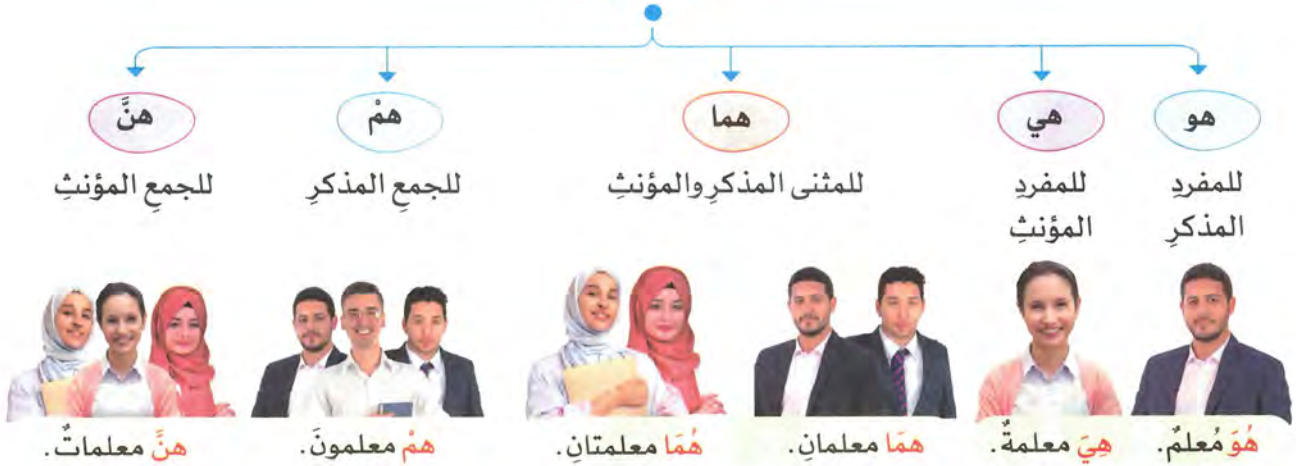 هو
هي
هما
همْ
هنَّ
للمفردِ
المذكرِ
للمفردِ
المؤنثِ
للمثنى المذكرِ والمؤنثِ
للجمعِ المذكرِ
للجمعِ المؤنثِ
هُوَ مُعلمٌ.
هِيَ معلمةٌ.
همَا معلمانِ.
هُمَا معلمتانِ.
همْ معلمونَ.
هنَّ معلماتٌ.